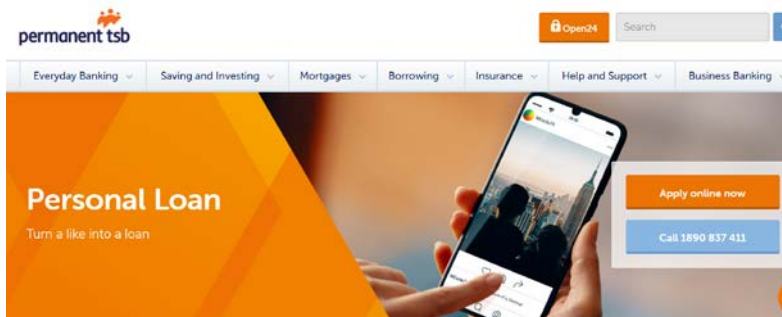 permanent tsb
Open24
Search
Everyday Banking
Saving and Investing
Mortgages
Borrowing
Insurance
Help and Support
Business Banking
Personal Loan
Turn a like into a loan
Apply online now
Call 1890 837 411